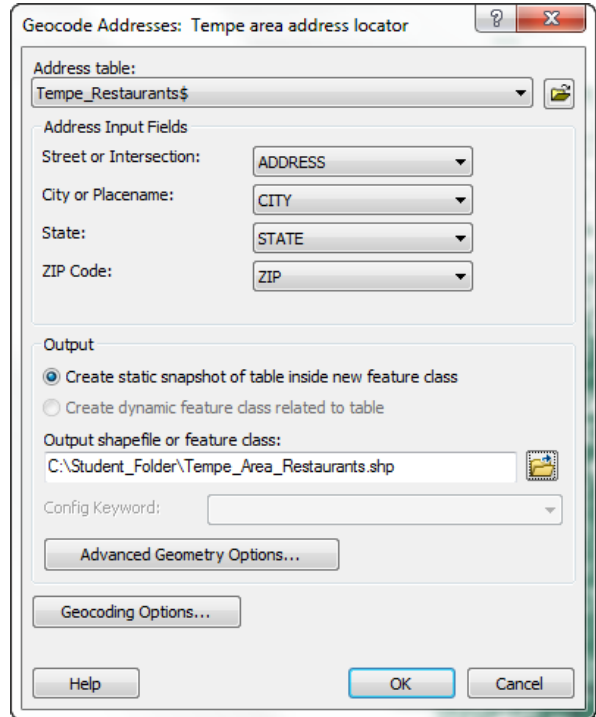 Geocode Addresses: Tempe area address locator
Address table:
Tempe_Restaurants$
Address Input Fields
Street or Intersection: ADDRESS
City or Placename: CITY
State: STATE
ZIP Code: ZIP
Output
Create static snapshot of table inside new feature class
Create dynamic feature class related to table
Output shapefile or feature class:
C:\Student_Folder\Tempe_Area_Restaurants.shp
Config Keyword:
Advanced Geometry Options...
Geocoding Options...
Help OK Cancel